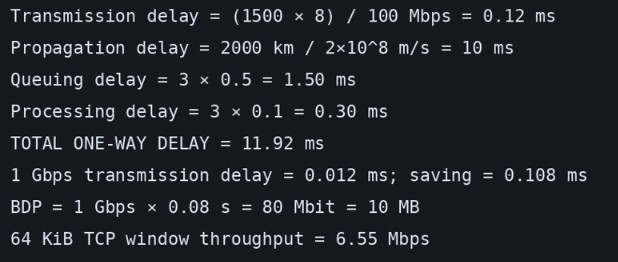 Transmission delay = (1500 × 8) / 100 Mbps = 0.12 ms
Propagation delay = 2000 km / 2×10^8 m/s = 10 ms
Queuing delay = 3 × 0.5 = 1.50 ms
Processing delay = 3 × 0.1 = 0.30 ms
TOTAL ONE-WAY DELAY = 11.92 ms
1 Gbps transmission delay = 0.012 ms; saving = 0.108 ms
BDP = 1 Gbps × 0.08 s = 80 Mbit = 10 MB
64 KiB TCP window throughput = 6.55 Mbps